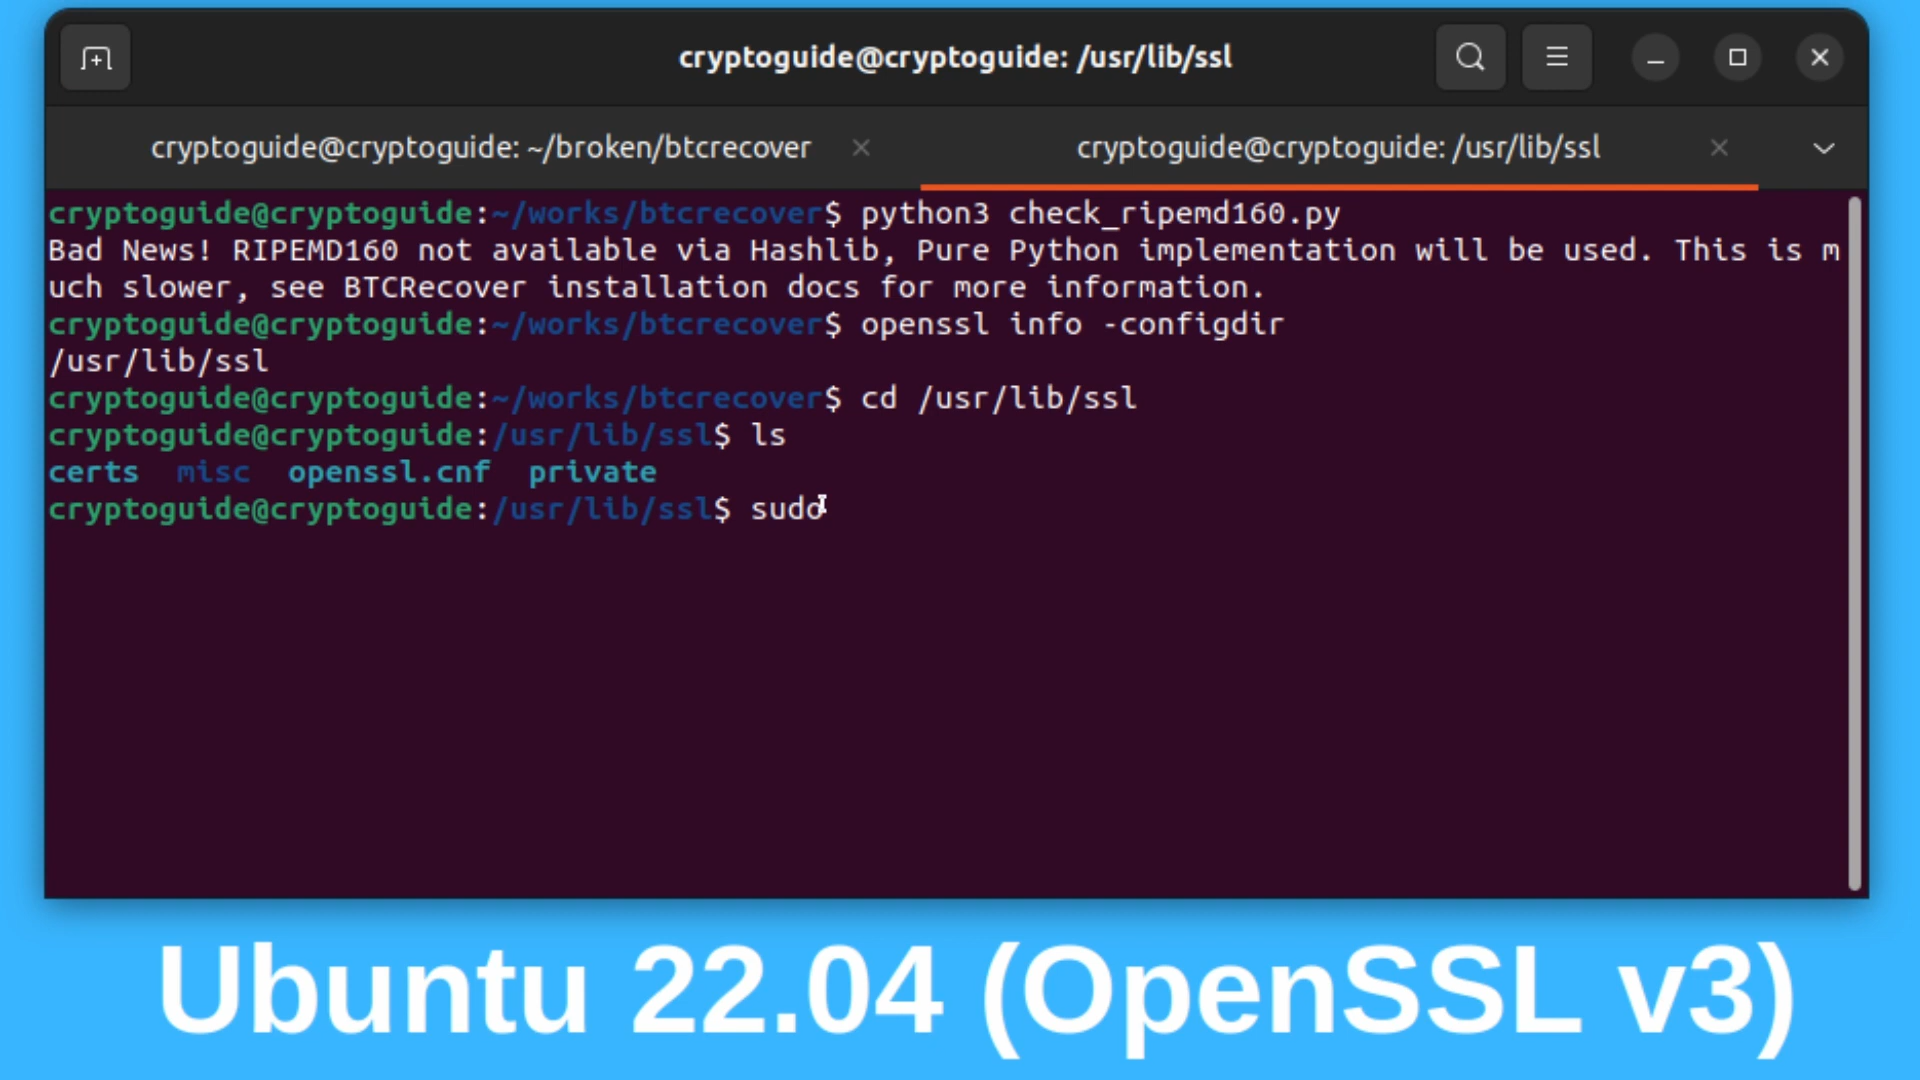 cryptoguide@cryptoguide: /usr/lib/ssl
cryptoguide@cryptoguide: ~/broken/btcrecover
cryptoguide@cryptoguide: /usr/lib/ssl
cryptoguide@cryptoguide:~/works/btcrecover$ python3 check_ripemd160.py
Bad News! RIPEMD160 not available via Hashlib, Pure Python implementation will be used. This is m
uch slower, see BTCRecover installation docs for more information.
cryptoguide@cryptoguide:~/works/btcrecover$ openssl info -configdir
/usr/lib/ssl
cryptoguide@cryptoguide:~/works/btcrecover$ cd /usr/lib/ssl
cryptoguide@cryptoguide:/usr/lib/ssl$ ls
certs misc openssl.cnf private
cryptoguide@cryptoguide:/usr/lib/ssl$ sudo
Ubuntu 22.04 (OpenSSL v3)